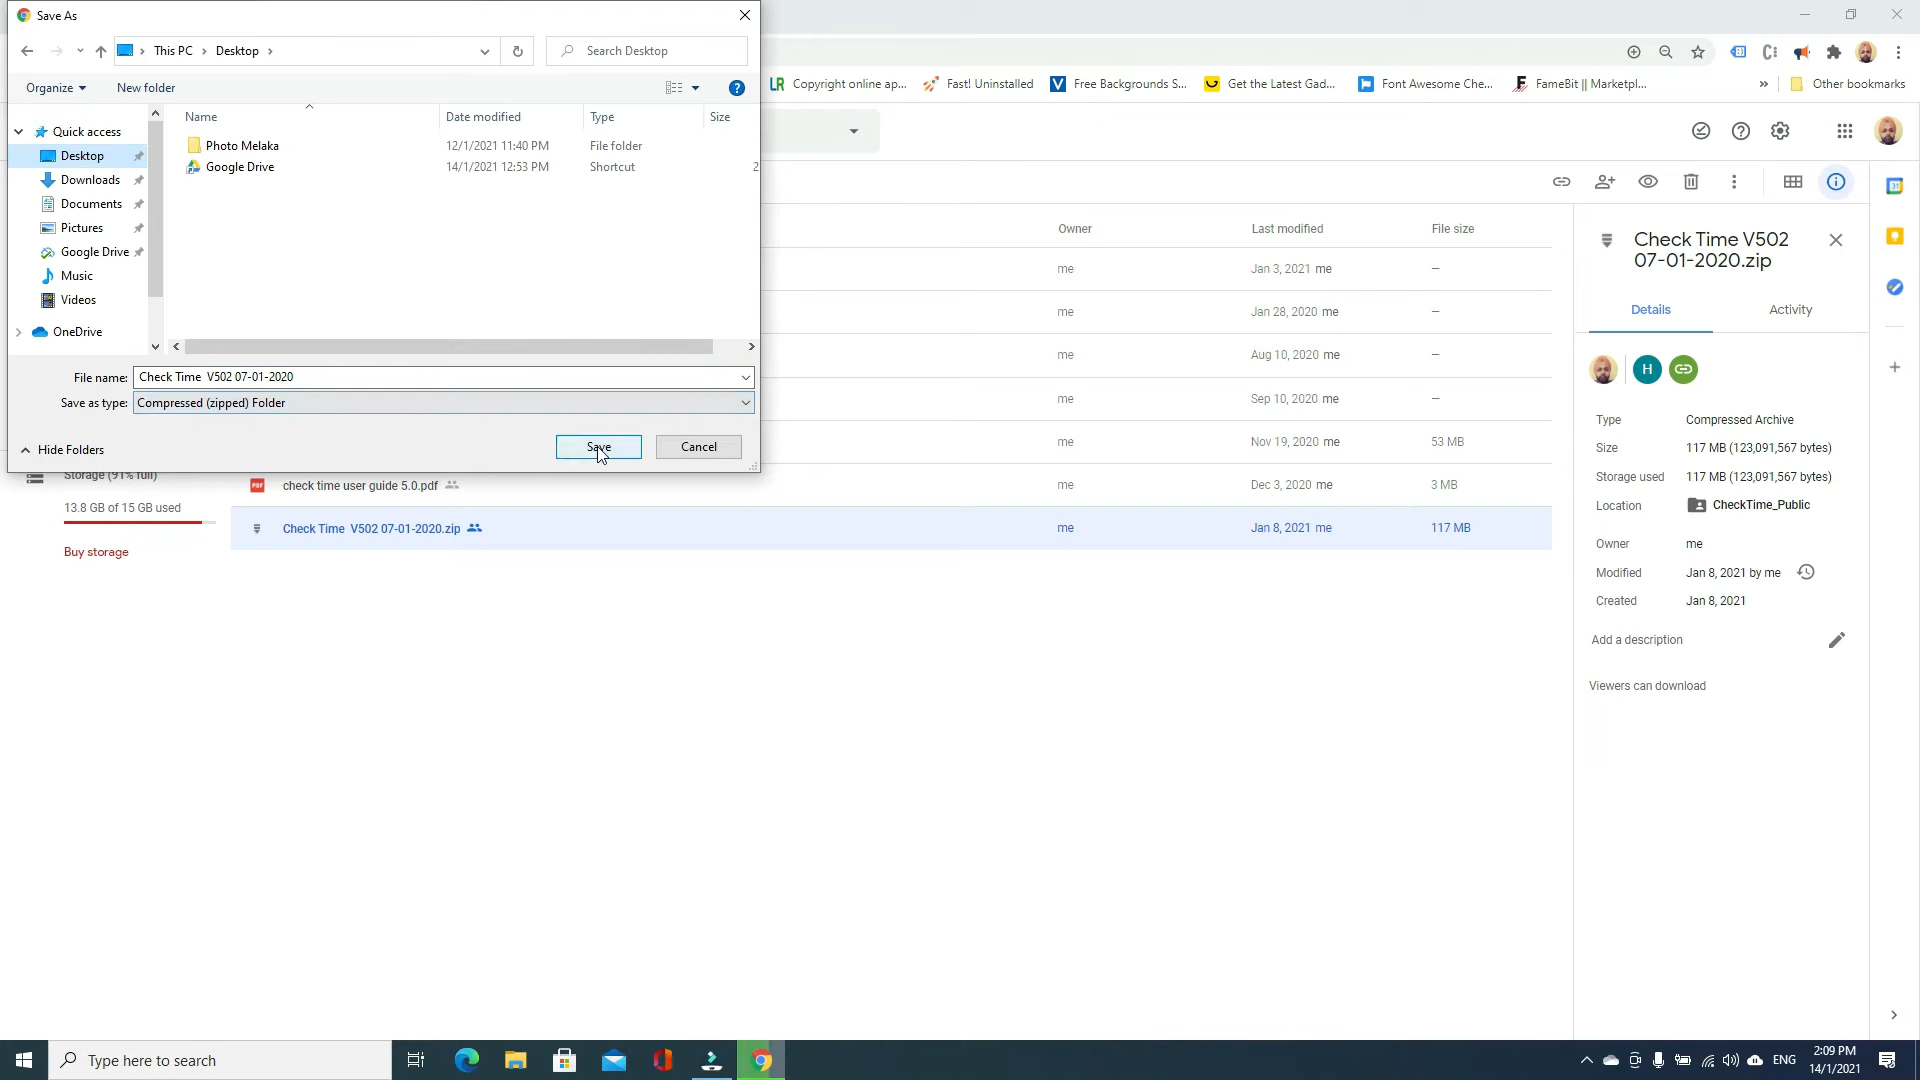 Save As
This PC > Desktop >
Search Desktop
Organize
New folder
Copyright online ap...
Fast! Uninstalled
Free Backgrounds S...
Get the Latest Gad...
Font Awesome Che...
FameBit || Marketpl...
»
Other bookmarks
Name
Date modified
Type
Size
Quick access
Desktop
Downloads
Documents
Pictures
Google Drive
Music
Videos
OneDrive
Photo Melaka
12/1/2021 11:40 PM
File folder
Google Drive
14/1/2021 12:53 PM
Shortcut
2
File name:
Check Time  V502 07-01-2020
Save as type:
Compressed (zipped) Folder
Hide Folders
Save
Cancel
Owner
Last modified
File size
me
Jan 3, 2021 me
–
me
Jan 28, 2020 me
–
me
Aug 10, 2020 me
–
me
Sep 10, 2020 me
–
me
Nov 19, 2020 me
53 MB
PDF
check time user guide 5.0.pdf
me
Dec 3, 2020 me
3 MB
Check Time  V502 07-01-2020.zip
me
Jan 8, 2021 me
117 MB
Storage (91% full)
13.8 GB of 15 GB used
Buy storage
31
Check Time V502
07-01-2020.zip
Details
Activity
H
Type
Compressed Archive
Size
117 MB (123,091,567 bytes)
Storage used
117 MB (123,091,567 bytes)
Location
CheckTime_Public
Owner
me
Modified
Jan 8, 2021 by me
Created
Jan 8, 2021
Add a description
Viewers can download
Type here to search
ENG
2:09 PM
14/1/2021